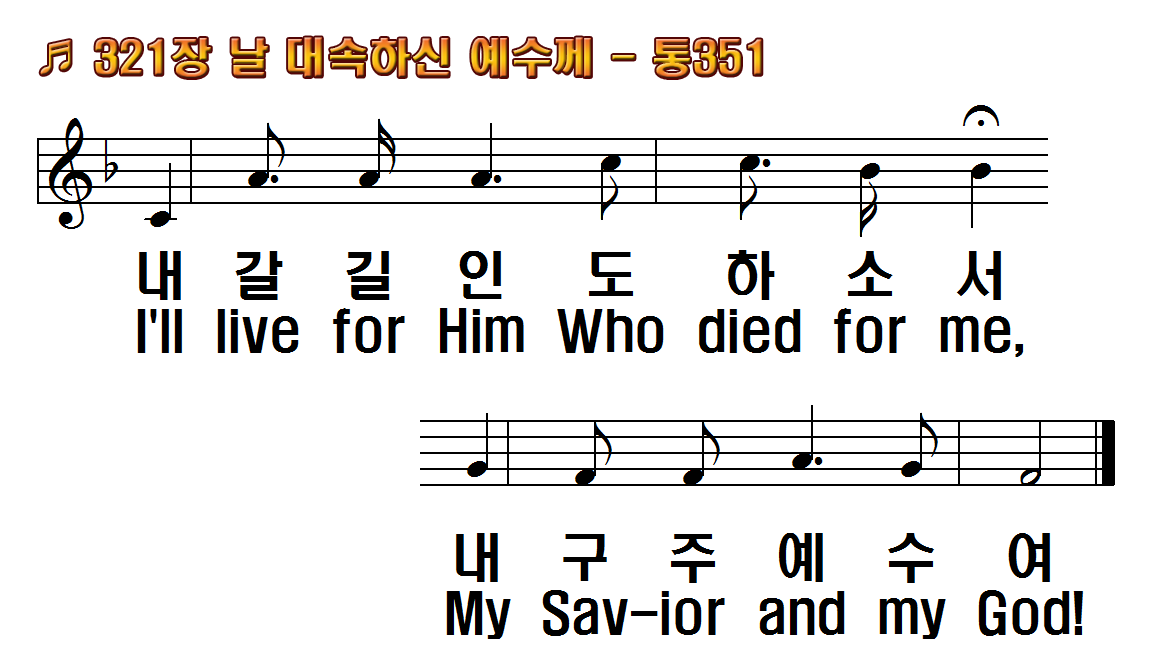 ♬ 321장 날 대속하신 예수께 - 통351
내 갈 길 인 도 하 소 서
I'll live for Him Who died for me,
내 구 주 예 수 여
My Sav-ior and my God!